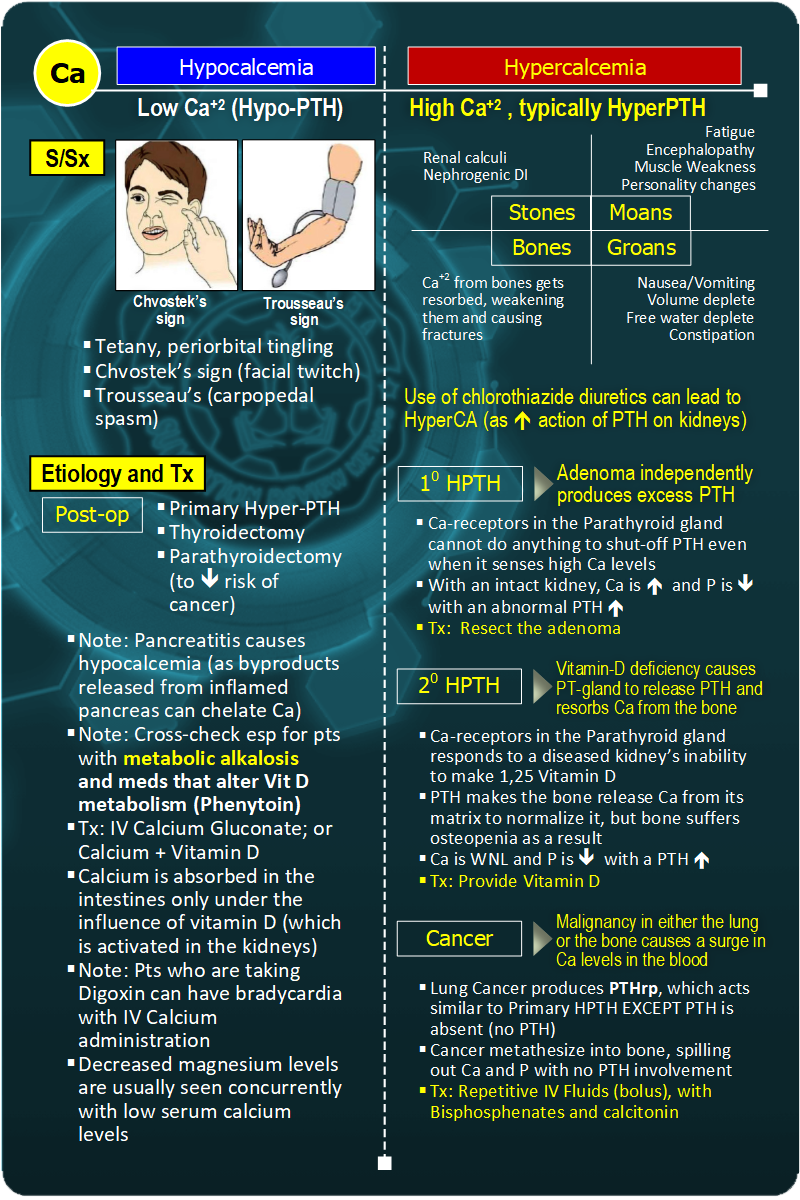 Ca
Hypocalcemia
Low Ca⁺² (Hypo-PTH)
S/Sx
Chvostek's
sign
Trousseau's
sign
▪ Tetany, periorbital tingling
▪ Chvostek's sign (facial twitch)
▪ Trousseau's (carpopedal
spasm)
Etiology and Tx
Post-op
▪ Primary Hyper-PTH
▪ Thyroidectomy
▪ Parathyroidectomy
(to 🡫 risk of
cancer)
▪ Note: Pancreatitis causes
hypocalcemia (as byproducts
released from inflamed
pancreas can chelate Ca)
▪ Note: Cross-check esp for pts
with metabolic alkalosis
and meds that alter Vit D
metabolism (Phenytoin)
▪ Tx: IV Calcium Gluconate; or
Calcium + Vitamin D
▪ Calcium is absorbed in the
intestines only under the
influence of vitamin D (which
is activated in the kidneys)
▪ Note: Pts who are taking
Digoxin can have bradycardia
with IV Calcium
administration
▪ Decreased magnesium levels
are usually seen concurrently
with low serum calcium
levels
Hypercalcemia
High Ca⁺² , typically HyperPTH
Renal calculi
Nephrogenic DI
Fatigue
Encephalopathy
Muscle Weakness
Personality changes
Stones
Moans
Bones
Groans
Ca⁺² from bones gets
resorbed, weakening
them and causing
fractures
Nausea/Vomiting
Volume deplete
Free water deplete
Constipation
Use of chlorothiazide diuretics can lead to
HyperCA (as 🡩 action of PTH on kidneys)
1⁰ HPTH
Adenoma independently
produces excess PTH
▪ Ca-receptors in the Parathyroid gland
cannot do anything to shut-off PTH even
when it senses high Ca levels
▪ With an intact kidney, Ca is 🡩 and P is 🡫
with an abnormal PTH 🡩
▪ Tx: Resect the adenoma
2⁰ HPTH
Vitamin-D deficiency causes
PT-gland to release PTH and
resorbs Ca from the bone
▪ Ca-receptors in the Parathyroid gland
responds to a diseased kidney's inability
to make 1,25 Vitamin D
▪ PTH makes the bone release Ca from its
matrix to normalize it, but bone suffers
osteopenia as a result
▪ Ca is WNL and P is 🡫 with a PTH 🡩
▪ Tx: Provide Vitamin D
Cancer
Malignancy in either the lung
or the bone causes a surge in
Ca levels in the blood
▪ Lung Cancer produces PTHrp, which acts
similar to Primary HPTH EXCEPT PTH is
absent (no PTH)
▪ Cancer metathesize into bone, spilling
out Ca and P with no PTH involvement
▪ Tx: Repetitive IV Fluids (bolus), with
Bisphosphenates and calcitonin